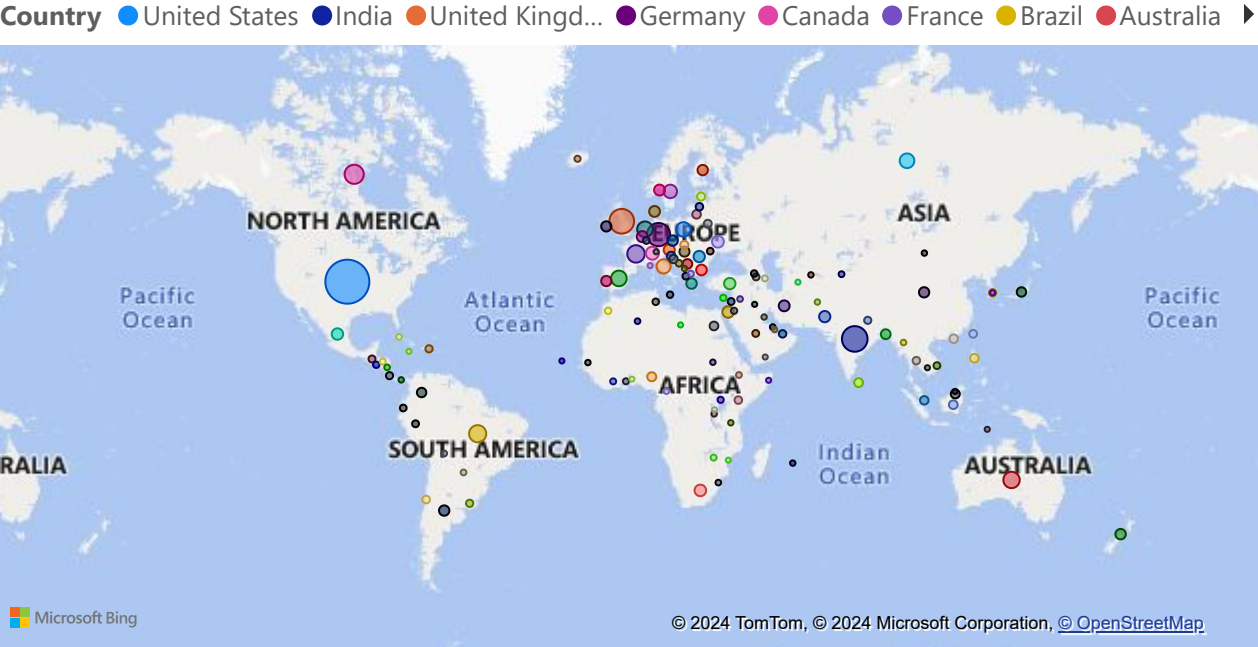 Country United States India United Kingd... Germany Canada France Brazil Australia
NORTH AMERICA
ASIA
EUROPE
Pacific
Ocean
Atlantic
Ocean
Pacific
Ocean
AFRICA
SOUTH AMERICA
Indian
Ocean
RALIA
AUSTRALIA
Microsoft Bing
© 2024 TomTom, © 2024 Microsoft Corporation, © OpenStreetMap